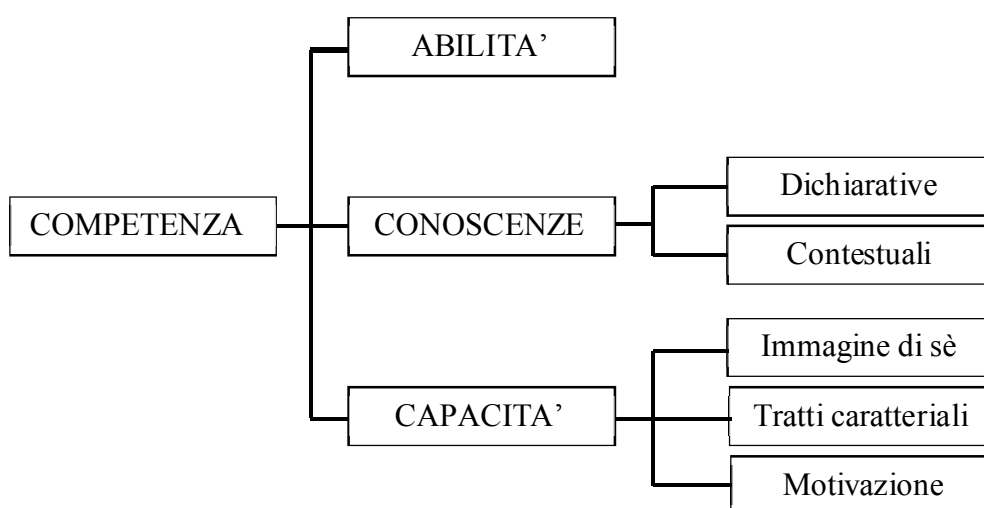 ABILITA’
COMPETENZA
CONOSCENZE
Dichiarative
Contestuali
CAPACITA’
Immagine di sè
Tratti caratteriali
Motivazione